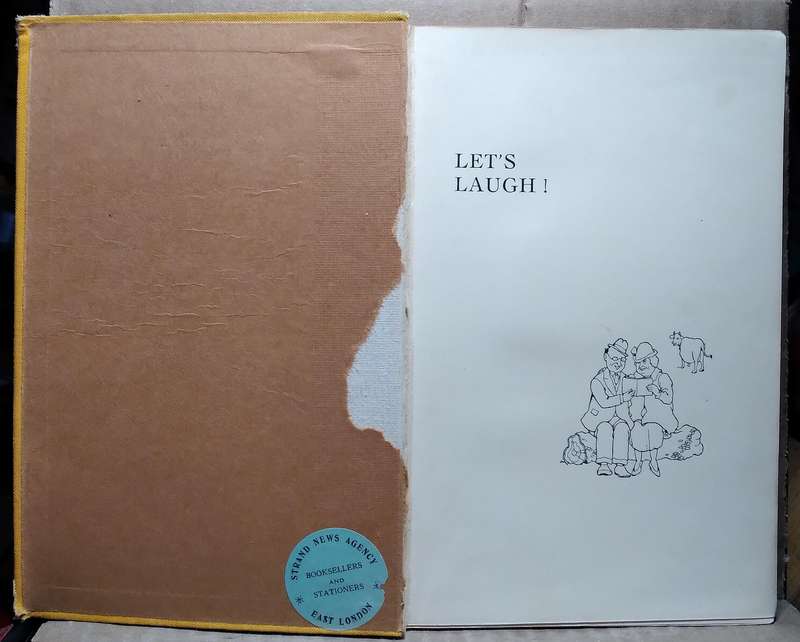 STRAND NEWS AGENCY
BOOKSELLERS
AND
STATIONERS
EAST LONDON
LET'S
LAUGH !